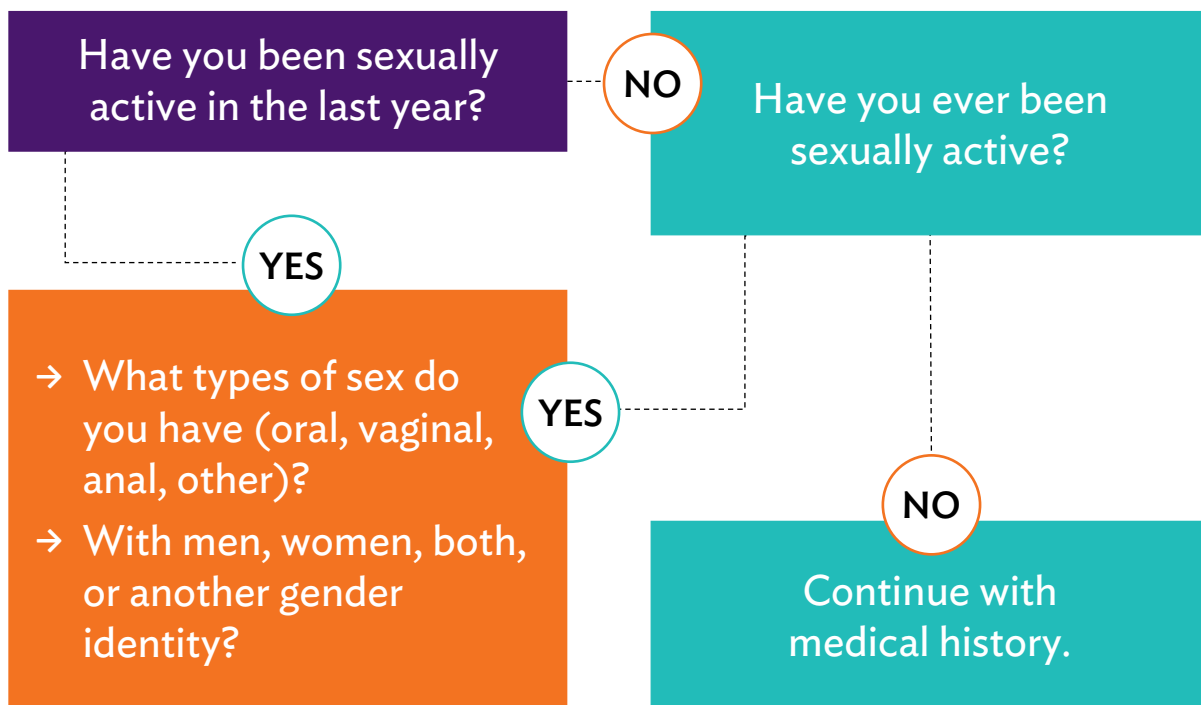 Have you been sexually
active in the last year?
NO
Have you ever been
sexually active?
YES
→ What types of sex do
you have (oral, vaginal,
anal, other)?
→ With men, women, both,
or another gender
identity?
YES
NO
Continue with
medical history.